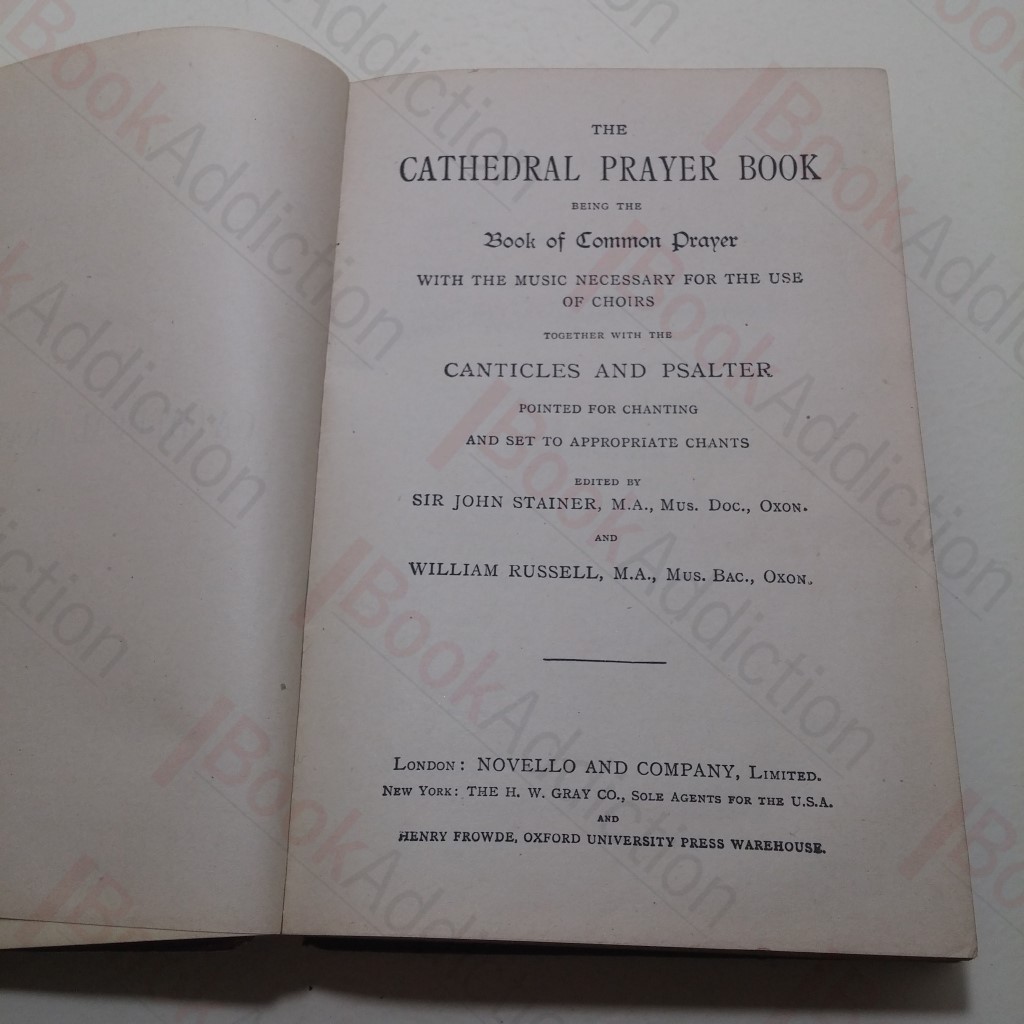 THE
CATHEDRAL PRAYER BOOK
BEING THE
Book of Common Prayer
WITH THE MUSIC NECESSARY FOR THE USE
OF CHOIRS
TOGETHER WITH THE
CANTICLES AND PSALTER
POINTED FOR CHANTING
AND SET TO APPROPRIATE CHANTS
EDITED BY
SIR JOHN STAINER, M.A., Mus. Doc., Oxon.
AND
WILLIAM RUSSELL, M.A., Mus. Bac., Oxon.
London: NOVELLO AND COMPANY, Limited.
New York: THE H. W. GRAY CO., Sole Agents for the U.S.A.
AND
HENRY FROWDE, OXFORD UNIVERSITY PRESS WAREHOUSE.
BookAddiction